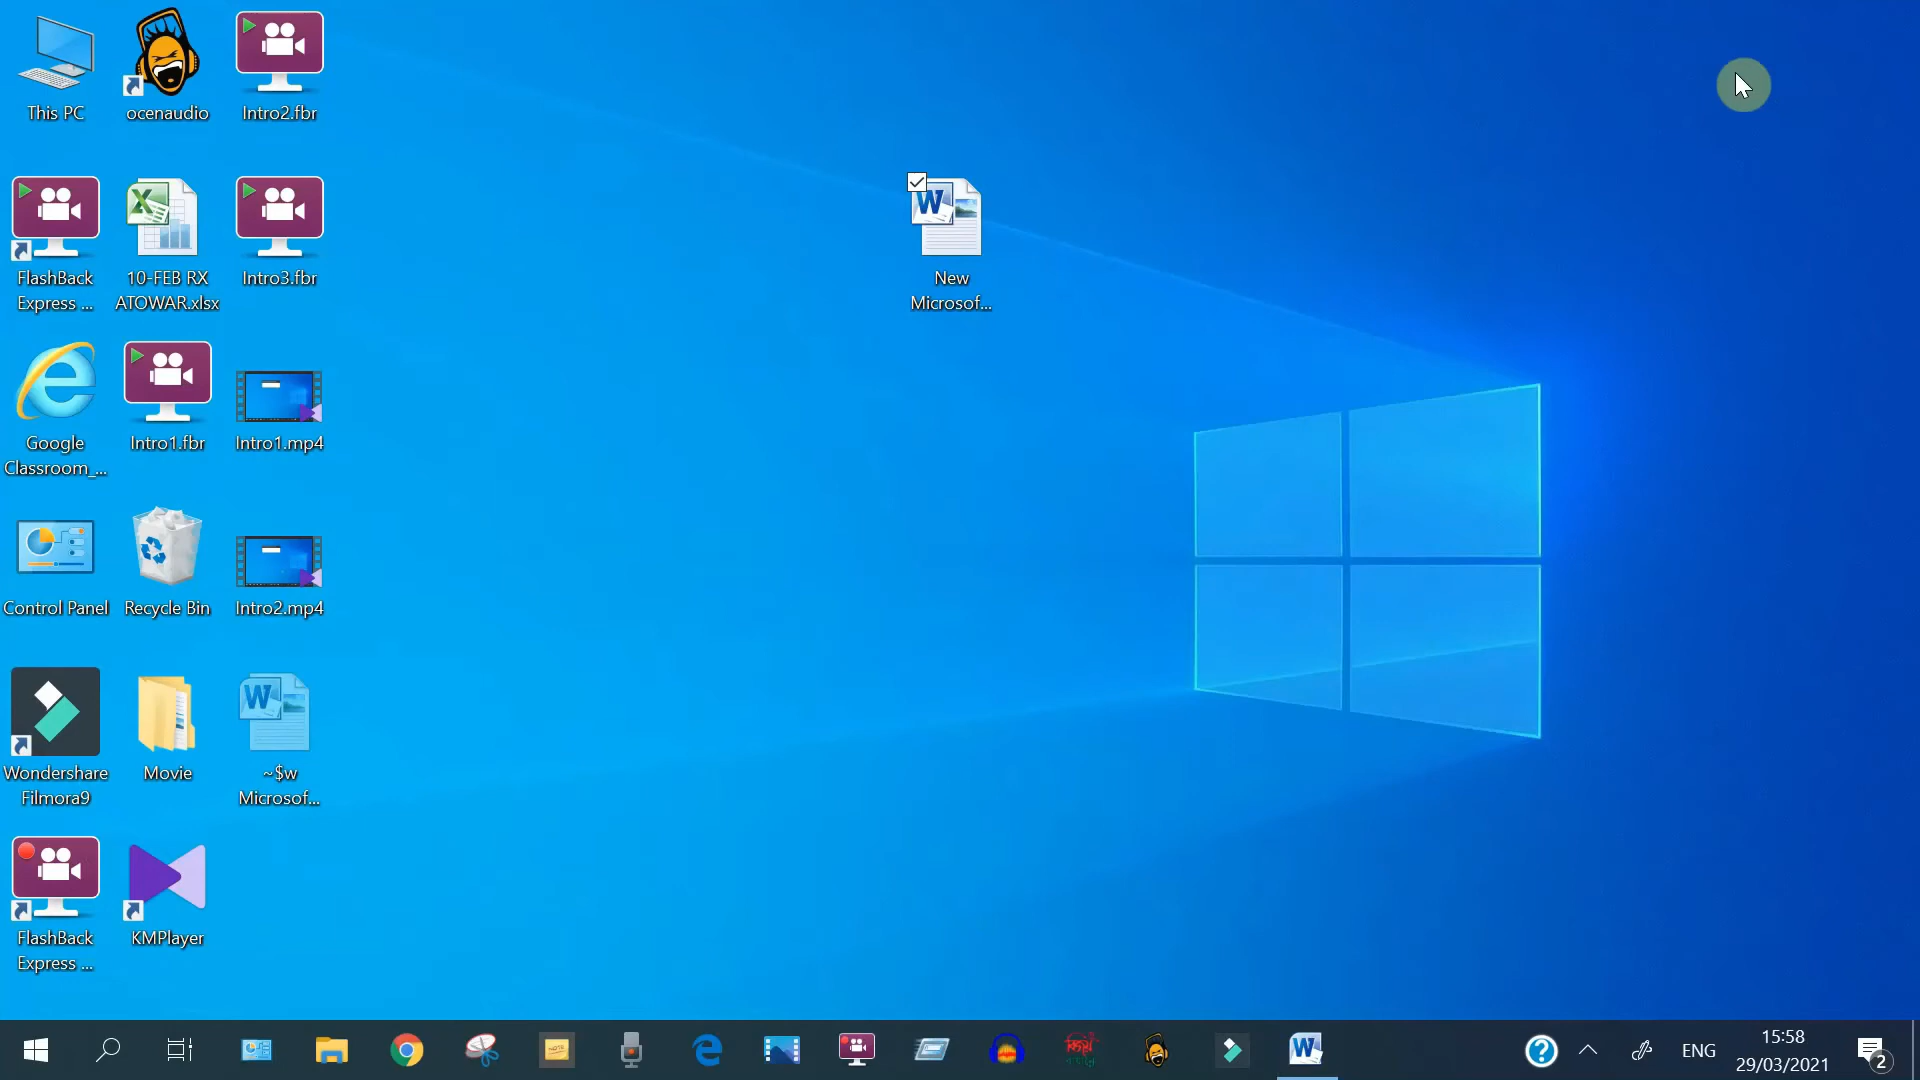 This PC
ocenaudio
Intro2.fbr
FlashBack
Express ...
10-FEB RX
ATOWAR.xlsx
Intro3.fbr
New
Microsof...
Google
Classroom_...
Intro1.fbr
Intro1.mp4
Control Panel
Recycle Bin
Intro2.mp4
Wondershare
Filmora9
Movie
~$w
Microsof...
FlashBack
Express ...
KMPlayer
ENG
15:58
29/03/2021
2